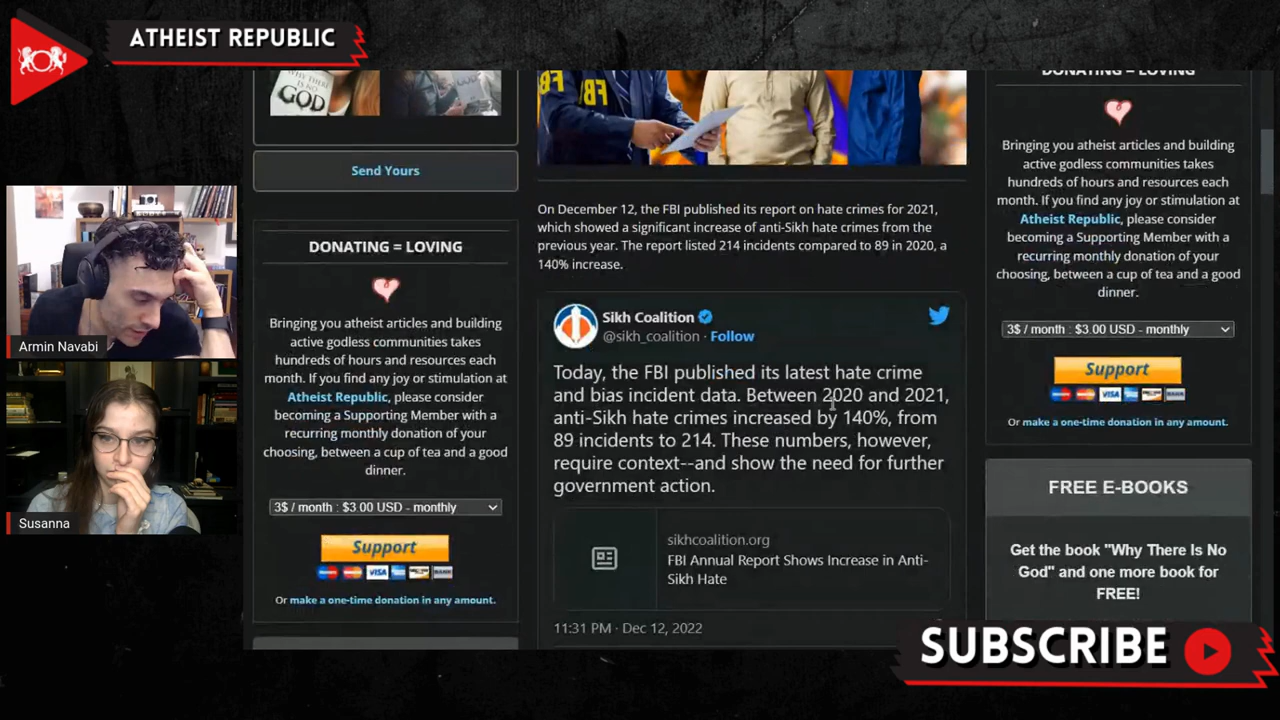 ATHEIST REPUBLIC
WHY THERE
IS NO
GOD
Send Yours
DONATING = LOVING
Bringing you atheist articles and building
active godless communities takes
hundreds of hours and resources each
month. If you find any joy or stimulation at
Atheist Republic, please consider
becoming a Supporting Member with a
recurring monthly donation of your
choosing, between a cup of tea and a good
dinner.
3$ / month : $3.00 USD - monthly
Support
VISA
BANK
Or make a one-time donation in any amount.
Armin Navabi
Susanna
FBI
FBI
On December 12, the FBI published its report on hate crimes for 2021,
which showed a significant increase of anti-Sikh hate crimes from the
previous year. The report listed 214 incidents compared to 89 in 2020, a
140% increase.
Sikh Coalition
@sikh_coalition · Follow
Today, the FBI published its latest hate crime
and bias incident data. Between 2020 and 2021,
anti-Sikh hate crimes increased by 140%, from
89 incidents to 214. These numbers, however,
require context--and show the need for further
government action.
sikhcoalition.org
FBI Annual Report Shows Increase in Anti-
Sikh Hate
11:31 PM · Dec 12, 2022
DONATING = LOVING
Bringing you atheist articles and building
active godless communities takes
hundreds of hours and resources each
month. If you find any joy or stimulation at
Atheist Republic, please consider
becoming a Supporting Member with a
recurring monthly donation of your
choosing, between a cup of tea and a good
dinner.
3$ / month : $3.00 USD - monthly
Support
VISA
BANK
Or make a one-time donation in any amount.
FREE E-BOOKS
Get the book "Why There Is No
God" and one more book for
FREE!
SUBSCRIBE